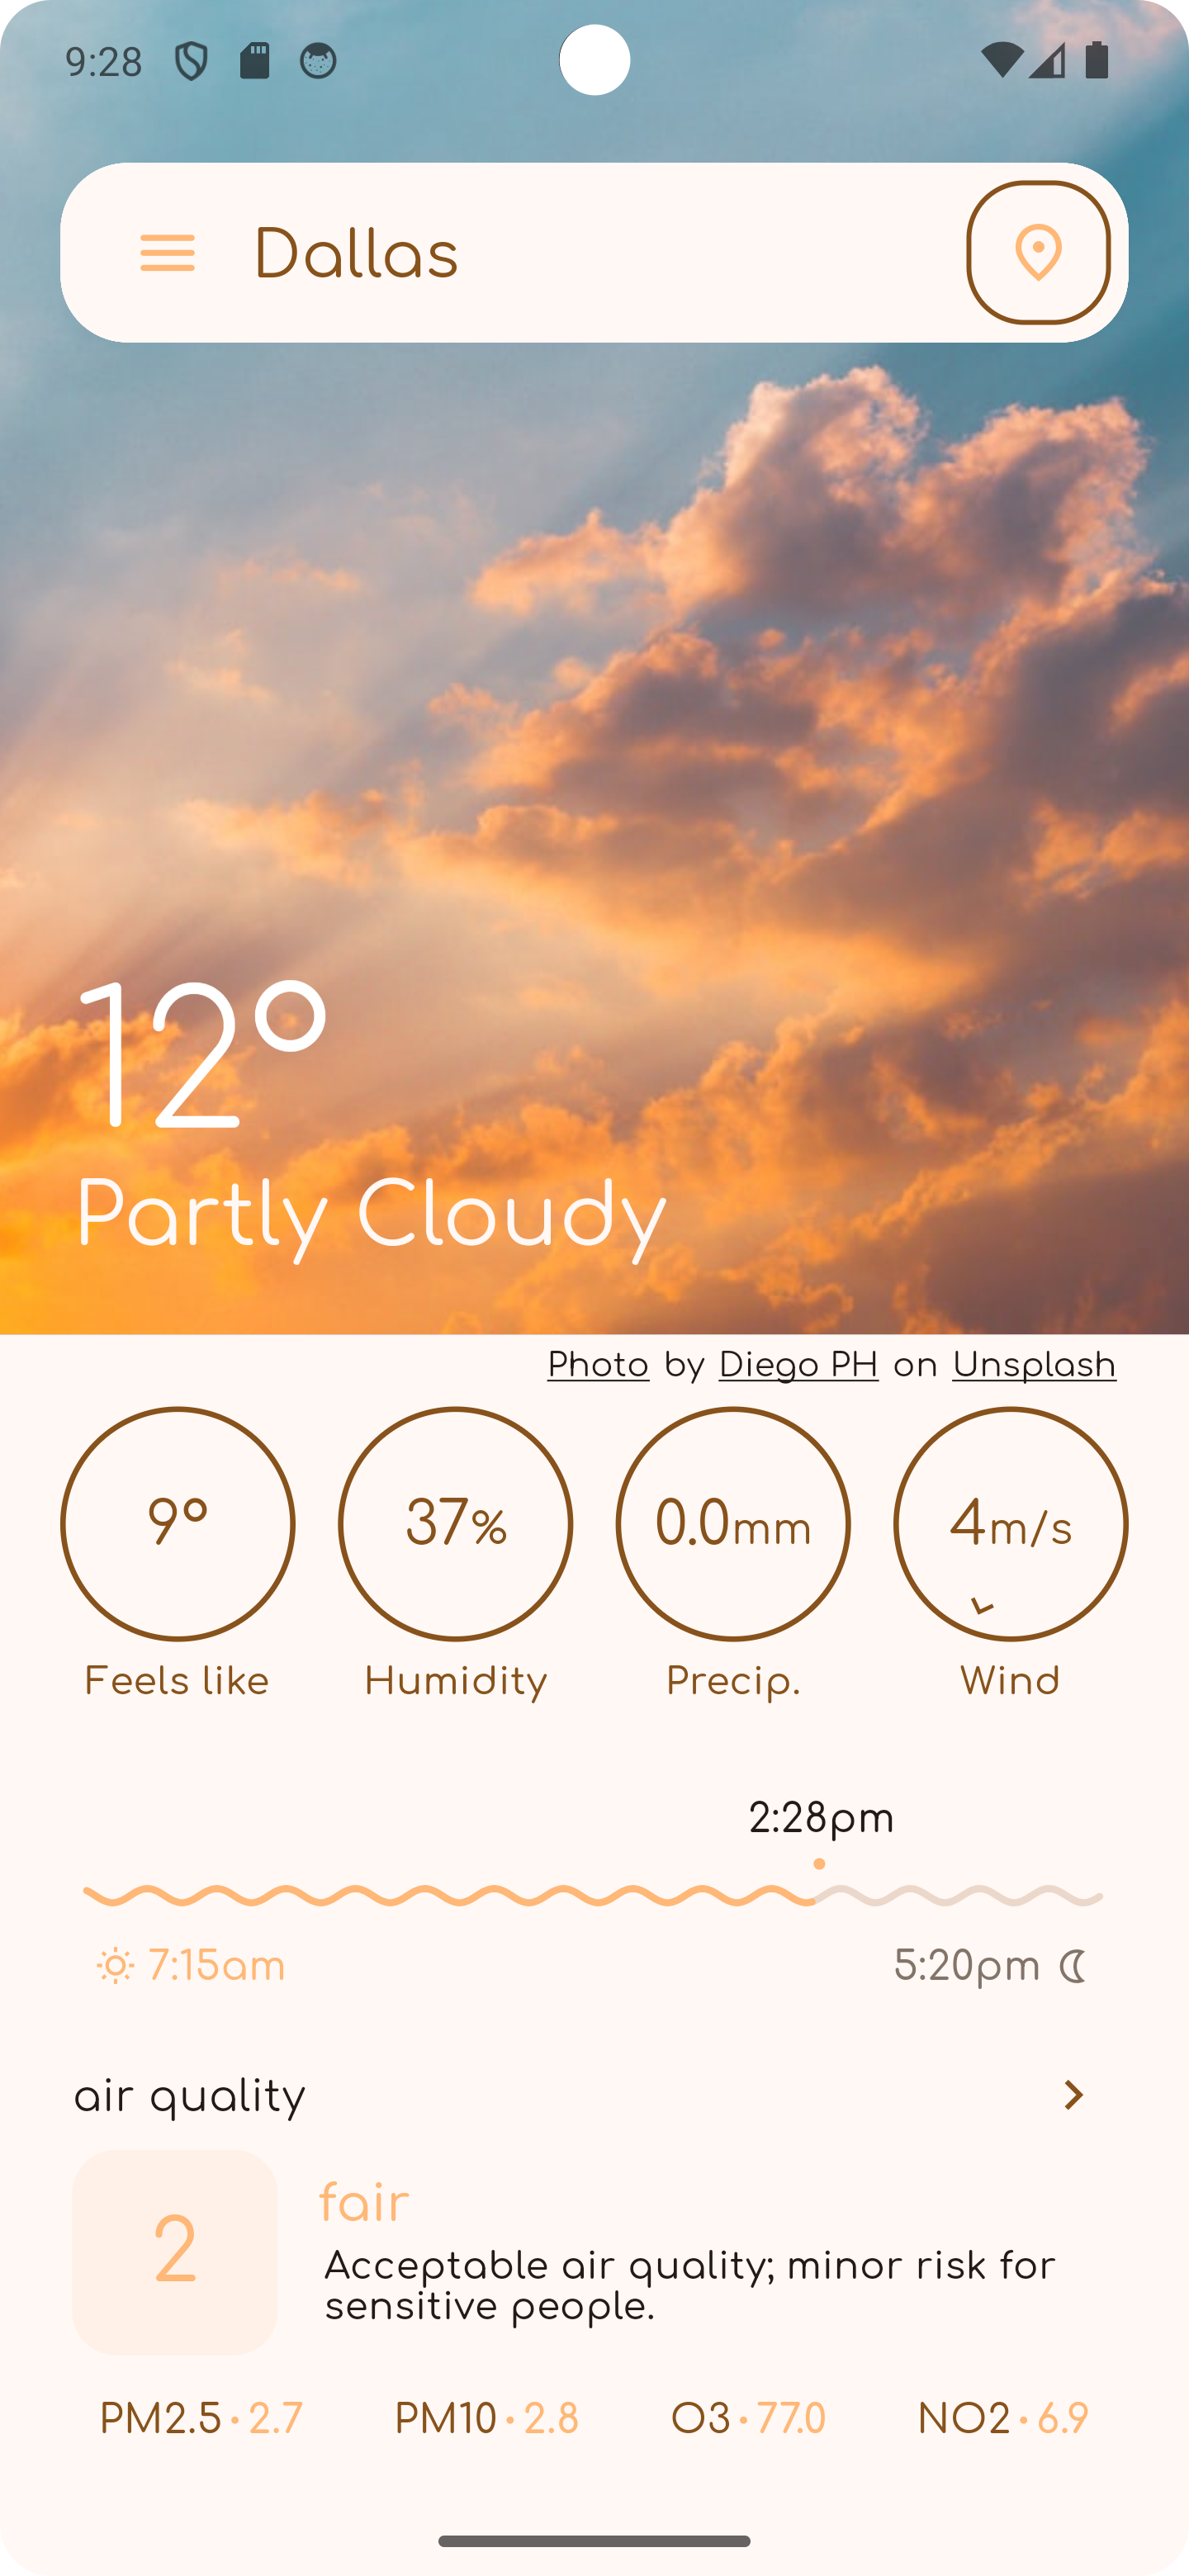 9:28
Dallas
12°
Partly Cloudy
Photo by Diego PH on Unsplash
9° 37% 0.0mm 4m/s
Feels like Humidity Precip. Wind
2:28pm
7:15am 5:20pm
air quality
2
fair
Acceptable air quality; minor risk for
sensitive people.
PM2.5 · 2.7 PM10 · 2.8 O3 · 77.0 NO2 · 6.9